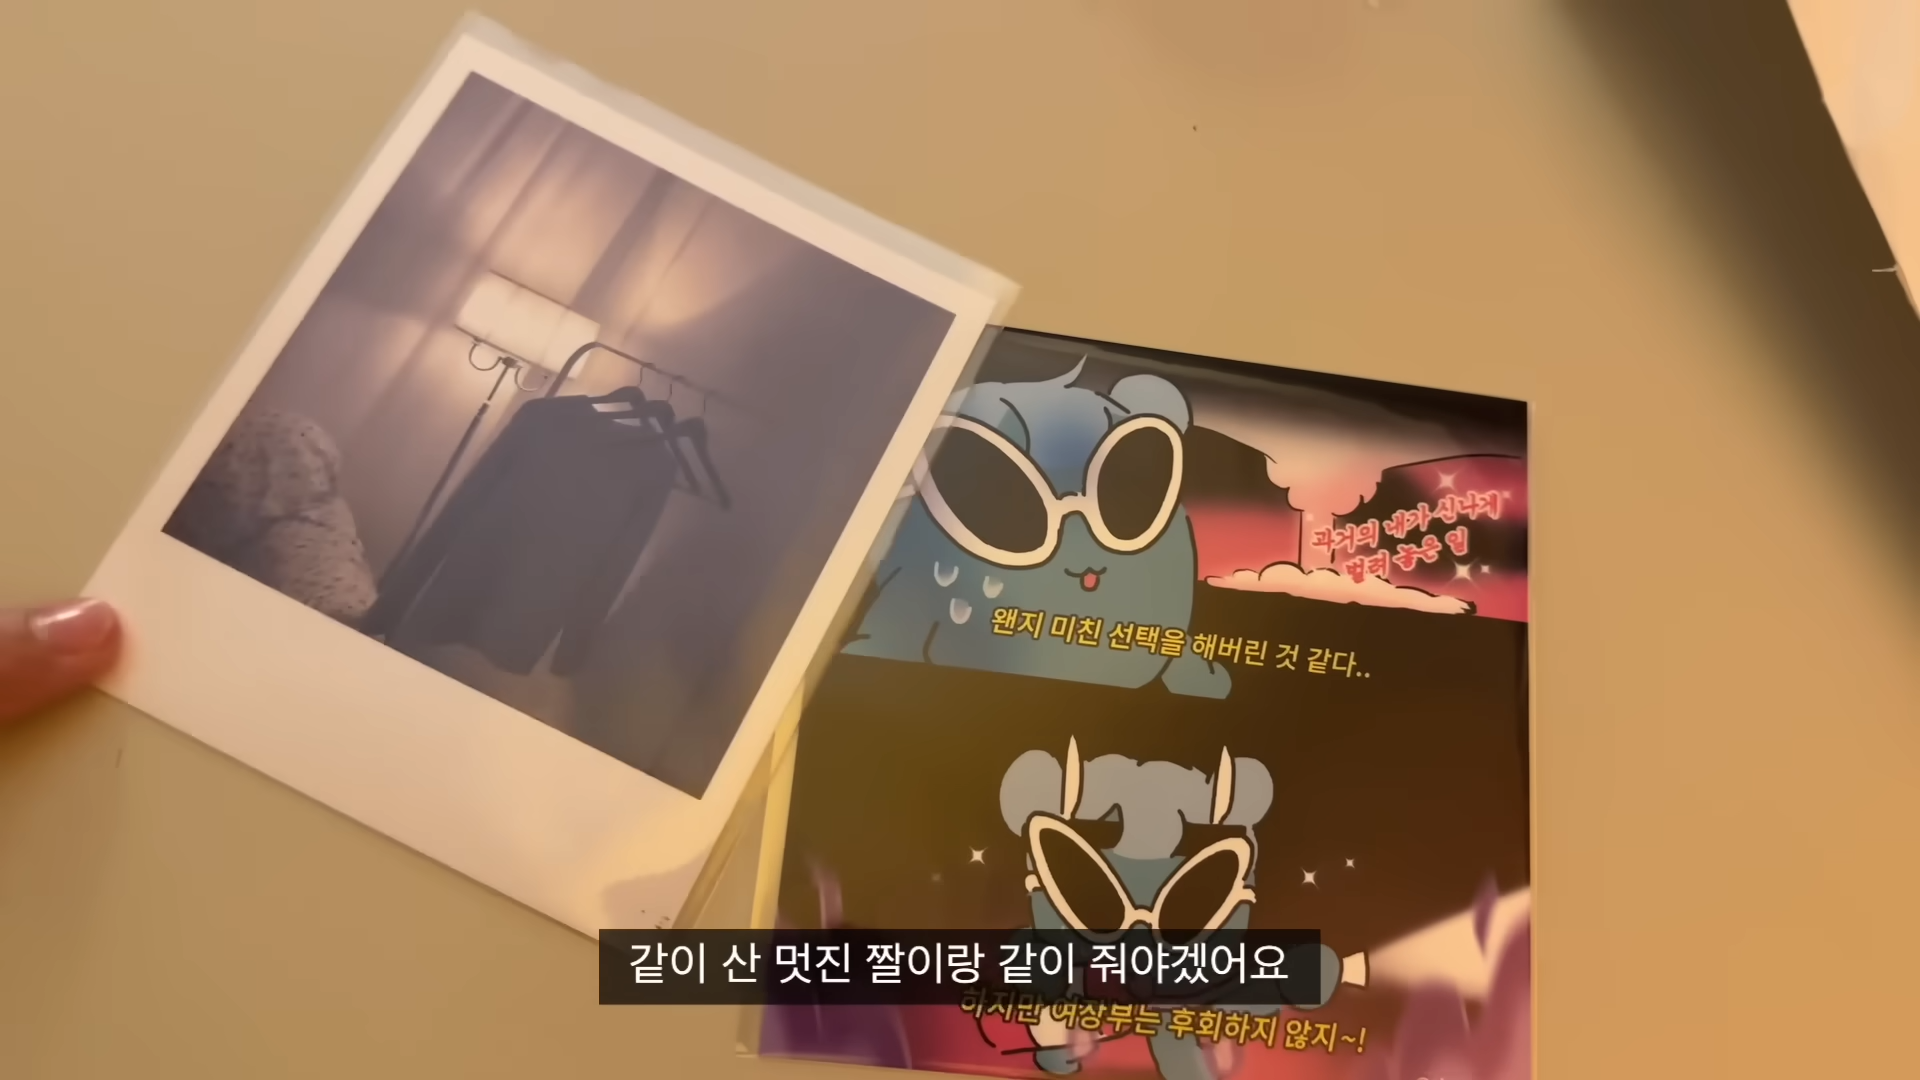 과거의 내가 신나게
벌려 놓은 일
왠지 미친 선택을 해버린 것 같다..
같이 산 멋진 짤이랑 같이 줘야겠어요
하지만 여장부는 후회하지 않지~!